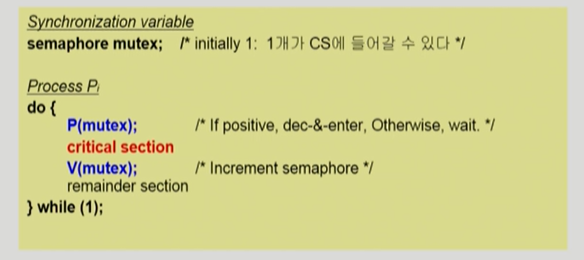 Synchronization variable
semaphore mutex; /* initially 1: 1개가 CS에 들어갈 수 있다 */
Process Pi
do {
P(mutex); /* If positive, dec-&-enter, Otherwise, wait. */
critical section
V(mutex); /* Increment semaphore */
remainder section
} while (1);